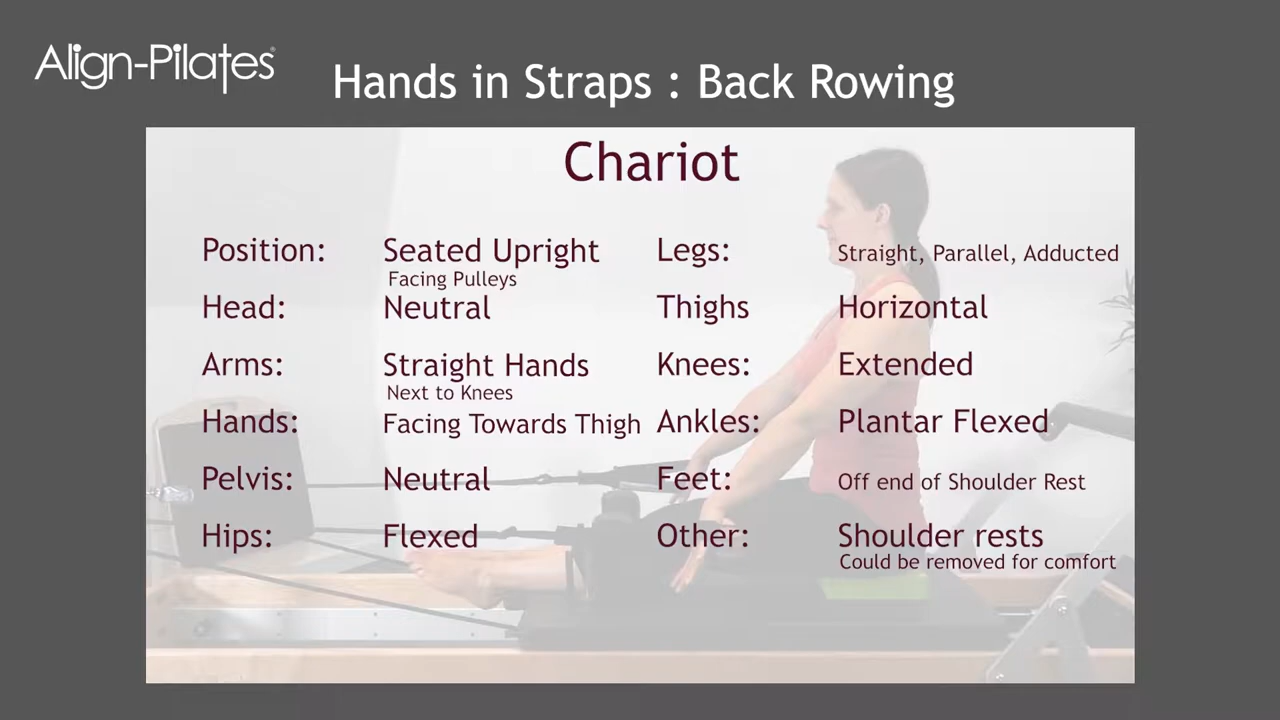 Align-Pilates®
Hands in Straps : Back Rowing
Chariot
Position: Seated Upright
Facing Pulleys
Head: Neutral
Arms: Straight Hands
Next to Knees
Hands: Facing Towards Thigh
Pelvis: Neutral
Hips: Flexed
Legs: Straight, Parallel, Adducted
Thighs Horizontal
Knees: Extended
Ankles: Plantar Flexed
Feet: Off end of Shoulder Rest
Other: Shoulder rests
Could be removed for comfort